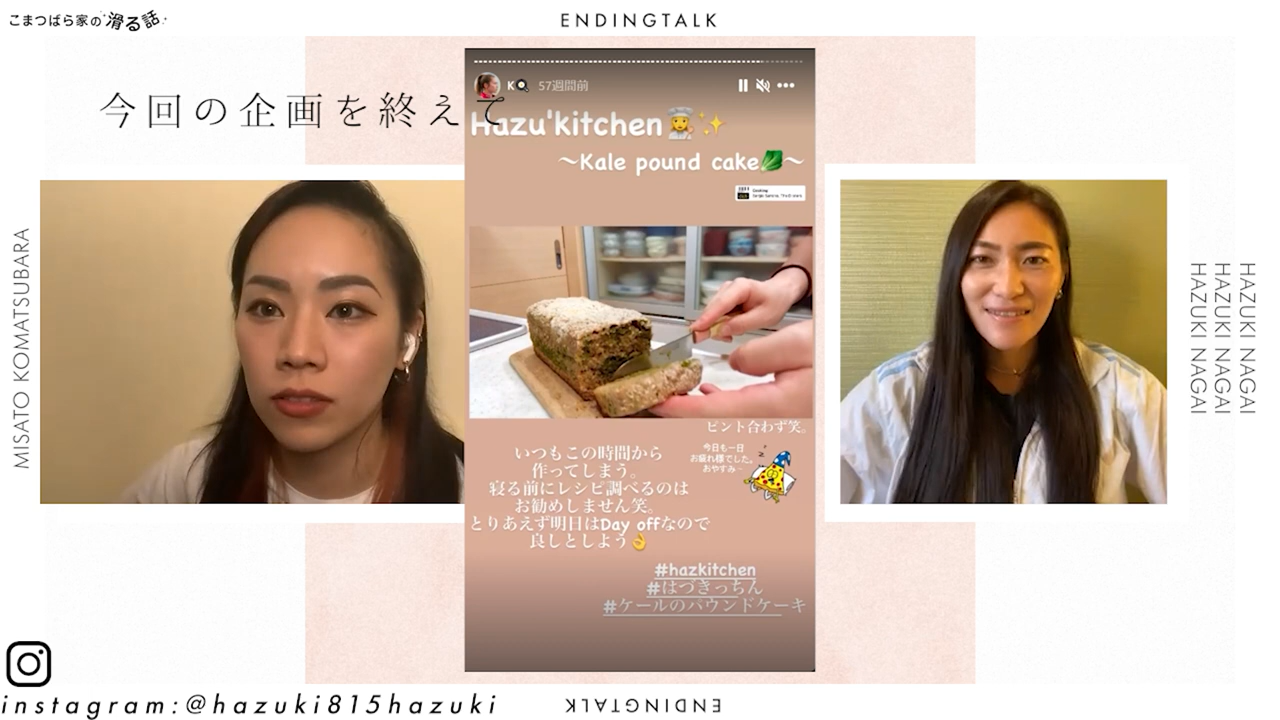 こまつばら家の滑る話
ENDINGTALK
今回の企画を終えて
K 57週間前
Hazu'kitchen
〜Kale pound cake🥬〜
Cooking
ピント合わず笑。
今日も一日
お疲れ様でした。
おやすみ
いつもこの時間から
作ってしまう。
寝る前にレシピ調べるのは
お勧めしません笑。
とりあえず明日はDay offなので
良しとしよう👌
#hazkitchen
#はづきっちん
#ケールのパウンドケーキ
MISATO KOMATSUBARA
HAZUKI NAGAI
HAZUKI NAGAI
HAZUKI NAGAI
instagram:@hazuki815hazuki
ENDINGTALK